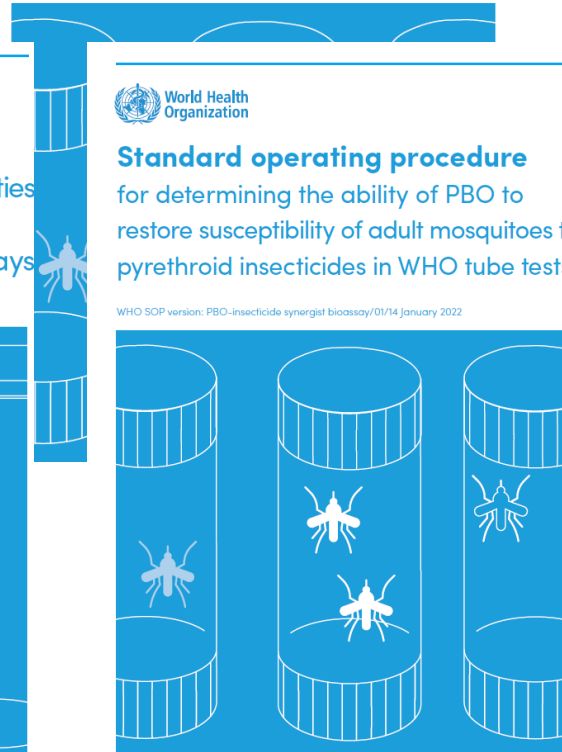 ties
ays
World Health
Organization
Standard operating procedure
for determining the ability of PBO to
restore susceptibility of adult mosquitoes t
pyrethroid insecticides in WHO tube test
WHO SOP version: PBO-insecticide synergist bioassay/01/14 January 2022